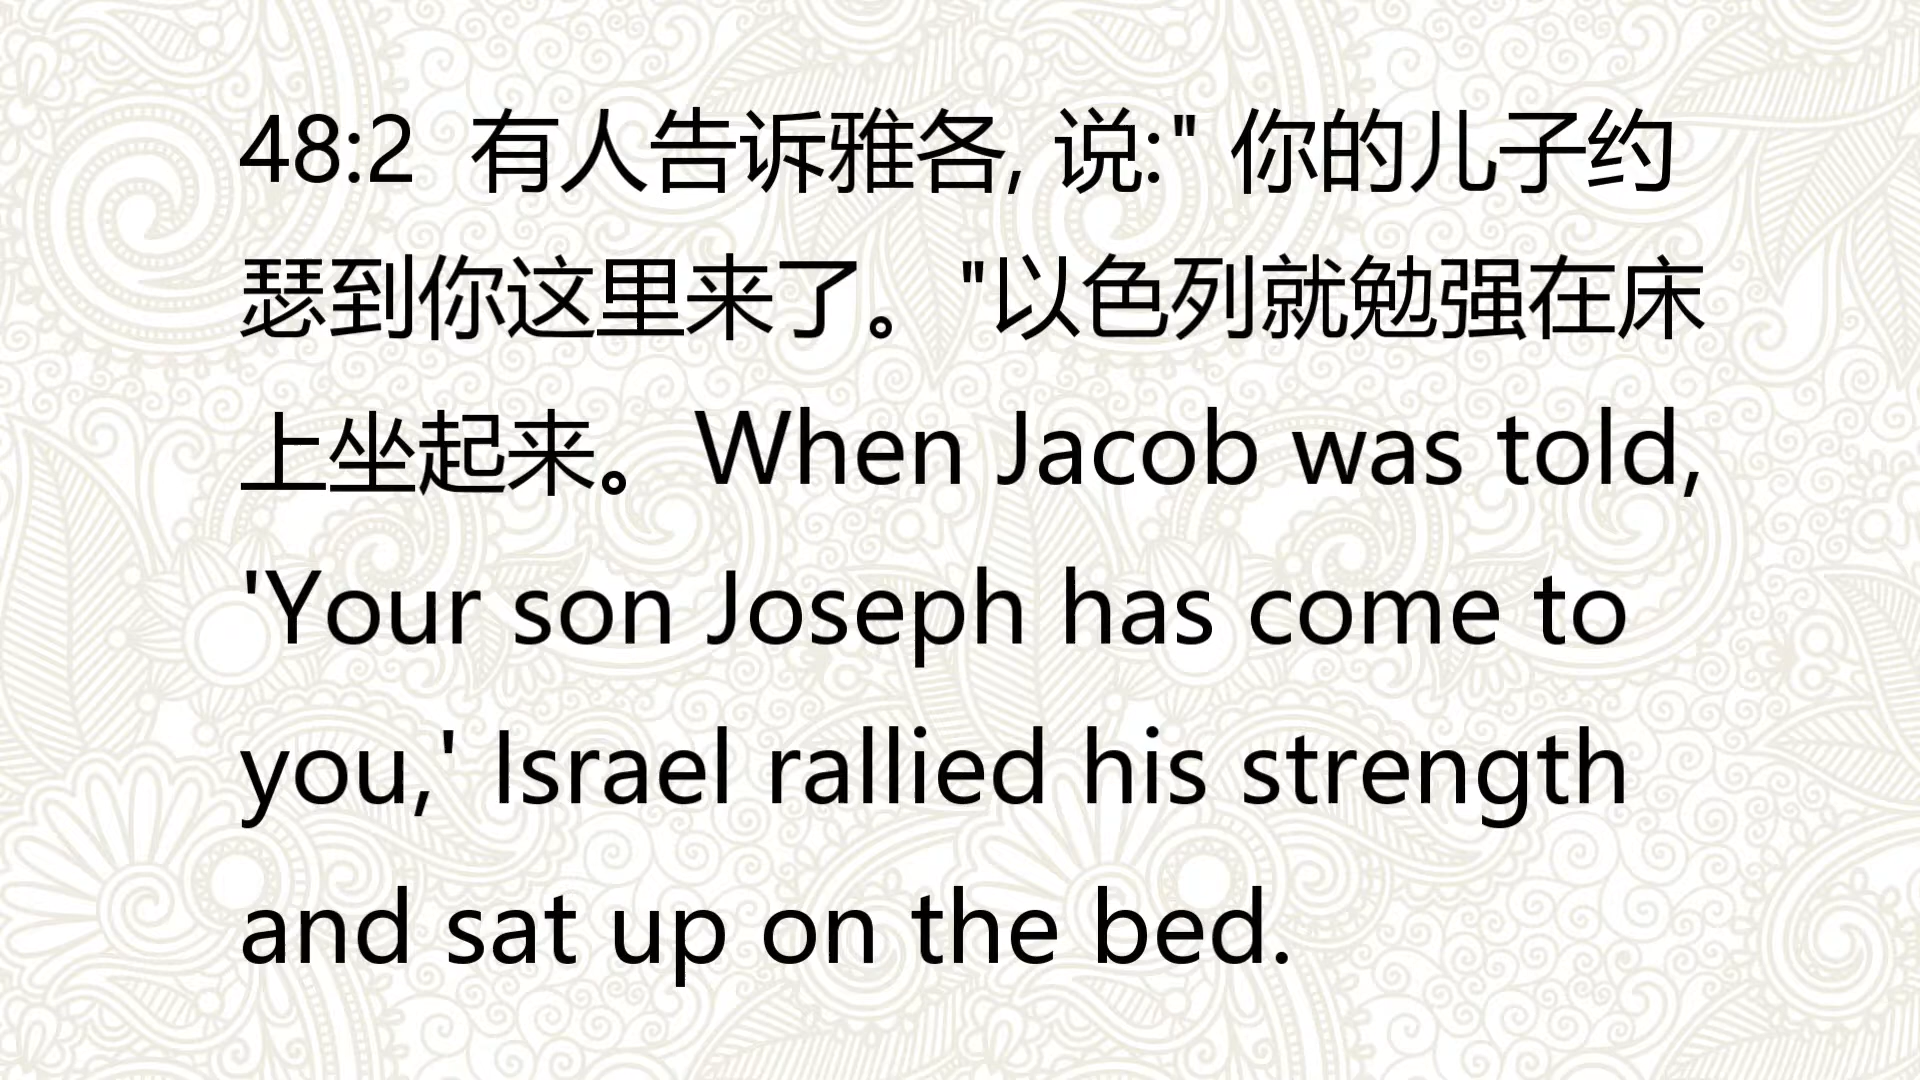 48:2  有人告诉雅各, 说:" 你的儿子约
瑟到你这里来了。 "以色列就勉强在床
上坐起来。 When Jacob was told,
'Your son Joseph has come to
you,' Israel rallied his strength
and sat up on the bed.